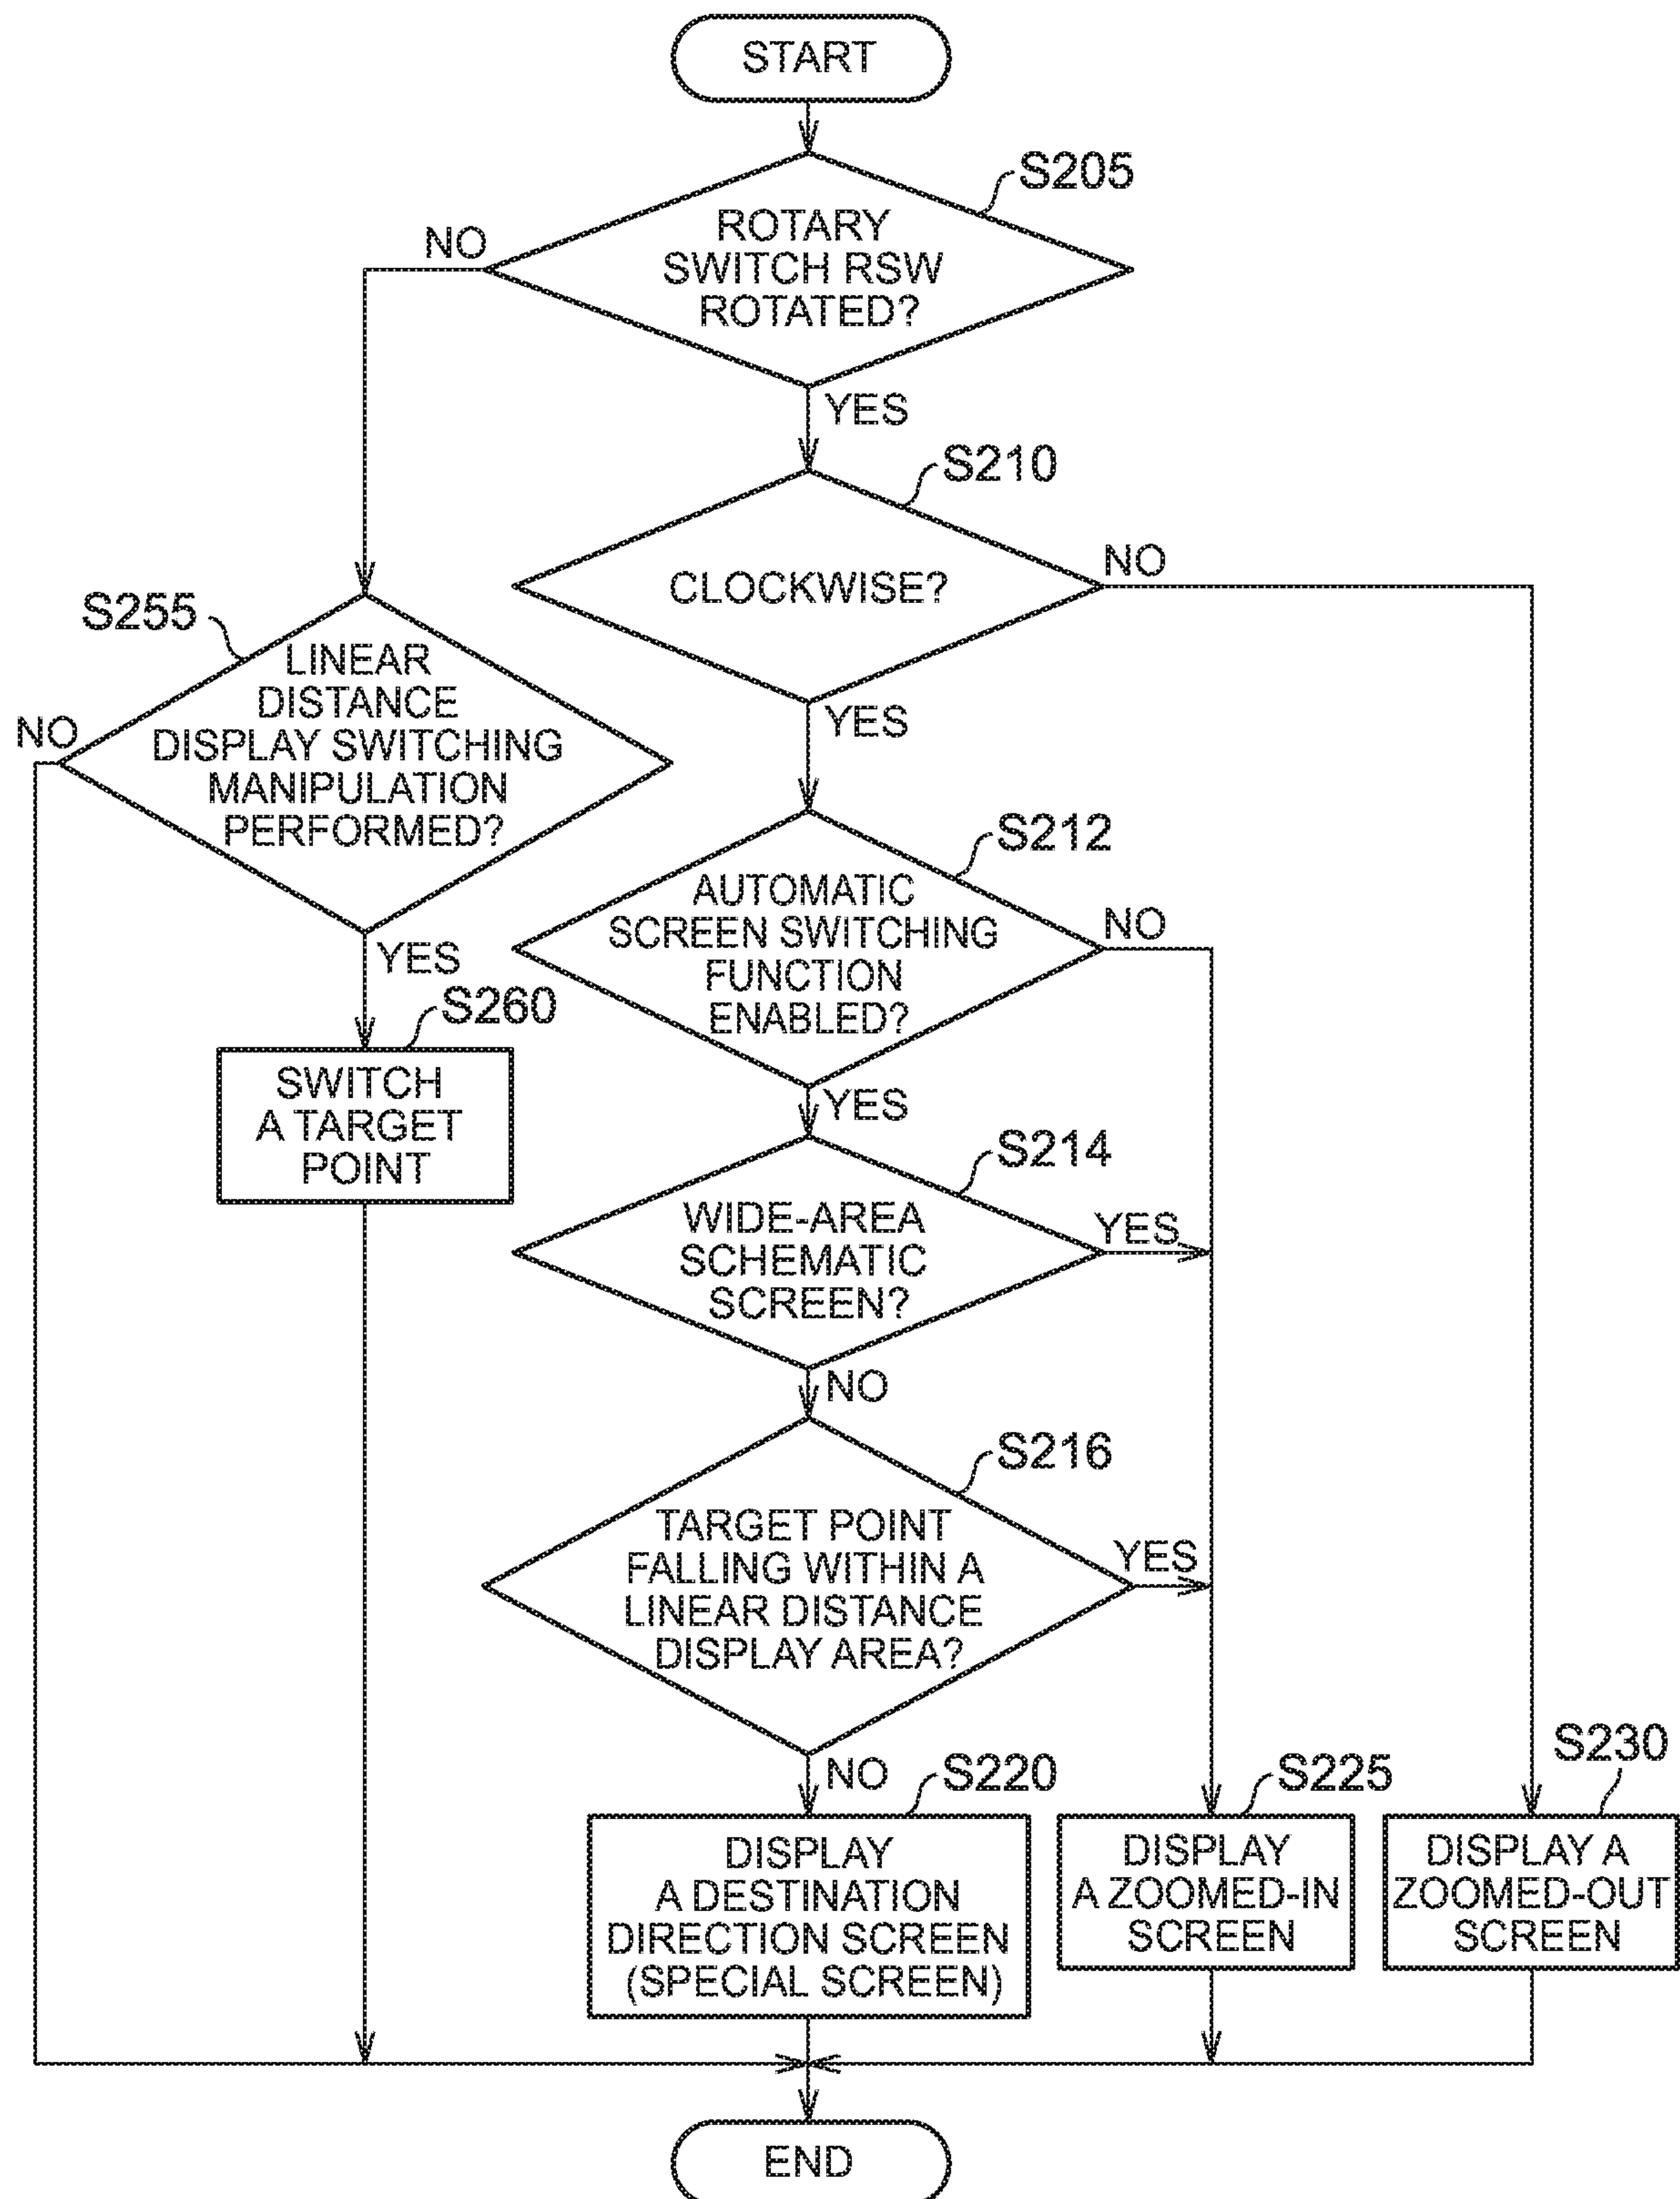 START
S205
ROTARY
SWITCH RSW
ROTATED?
NO
YES
S210
CLOCKWISE?
NO
YES
S255
LINEAR
DISTANCE
DISPLAY SWITCHING
MANIPULATION
PERFORMED?
NO
YES
S212
AUTOMATIC
SCREEN SWITCHING
FUNCTION
ENABLED?
NO
YES
S260
SWITCH
A TARGET
POINT
S214
WIDE-AREA
SCHEMATIC
SCREEN?
YES
NO
S216
TARGET POINT
FALLING WITHIN A
LINEAR DISTANCE
DISPLAY AREA?
YES
NO
S220
DISPLAY
A DESTINATION
DIRECTION SCREEN
(SPECIAL SCREEN)
S225
DISPLAY
A ZOOMED-IN
SCREEN
S230
DISPLAY A
ZOOMED-OUT
SCREEN
END